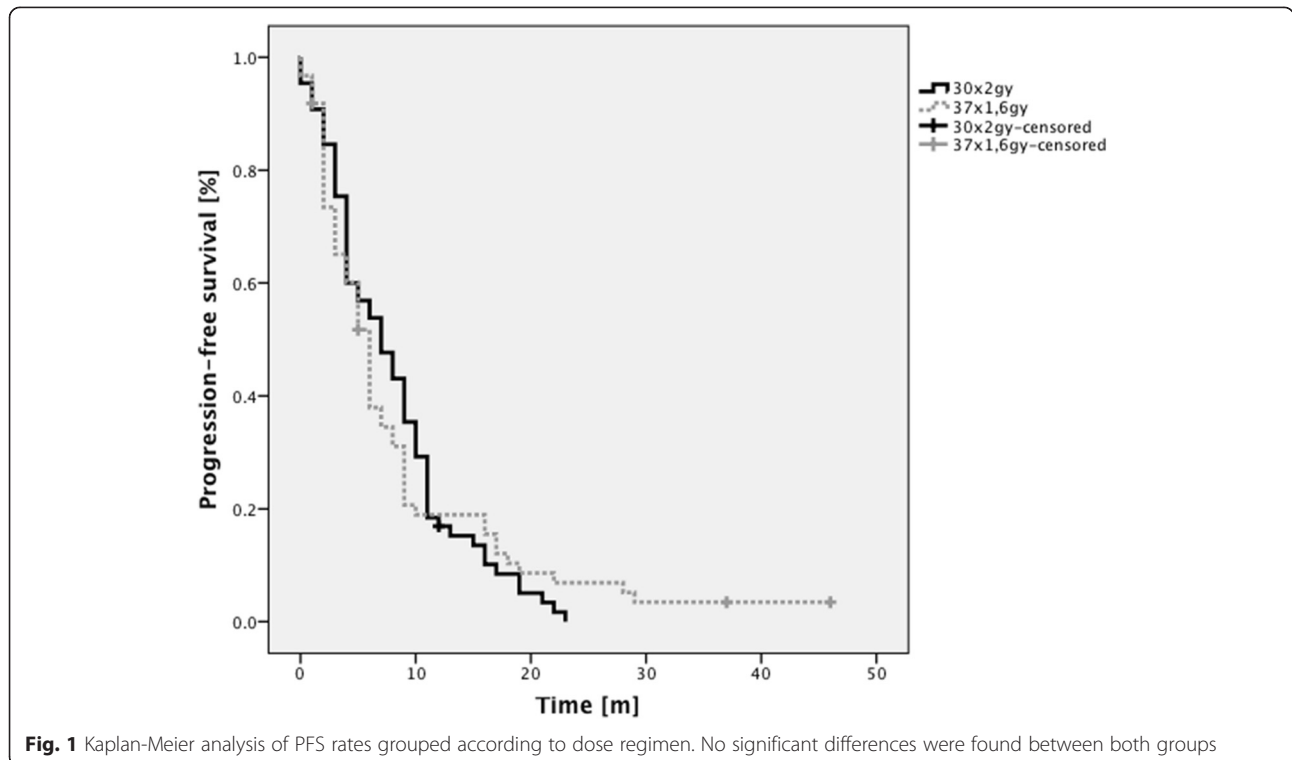 1.0
0.8
0.6
0.4
0.2
0.0
Progression-free survival [%]
0 10 20 30 40 50
Time [m]
30x2gy
37x1,6gy
30x2gy-censored
37x1,6gy-censored
Fig. 1 Kaplan-Meier analysis of PFS rates grouped according to dose regimen. No significant differences were found between both groups